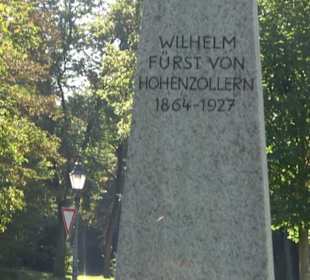 WILHELM
FÜRST VON
HOHENZOLLERN
1864-1927